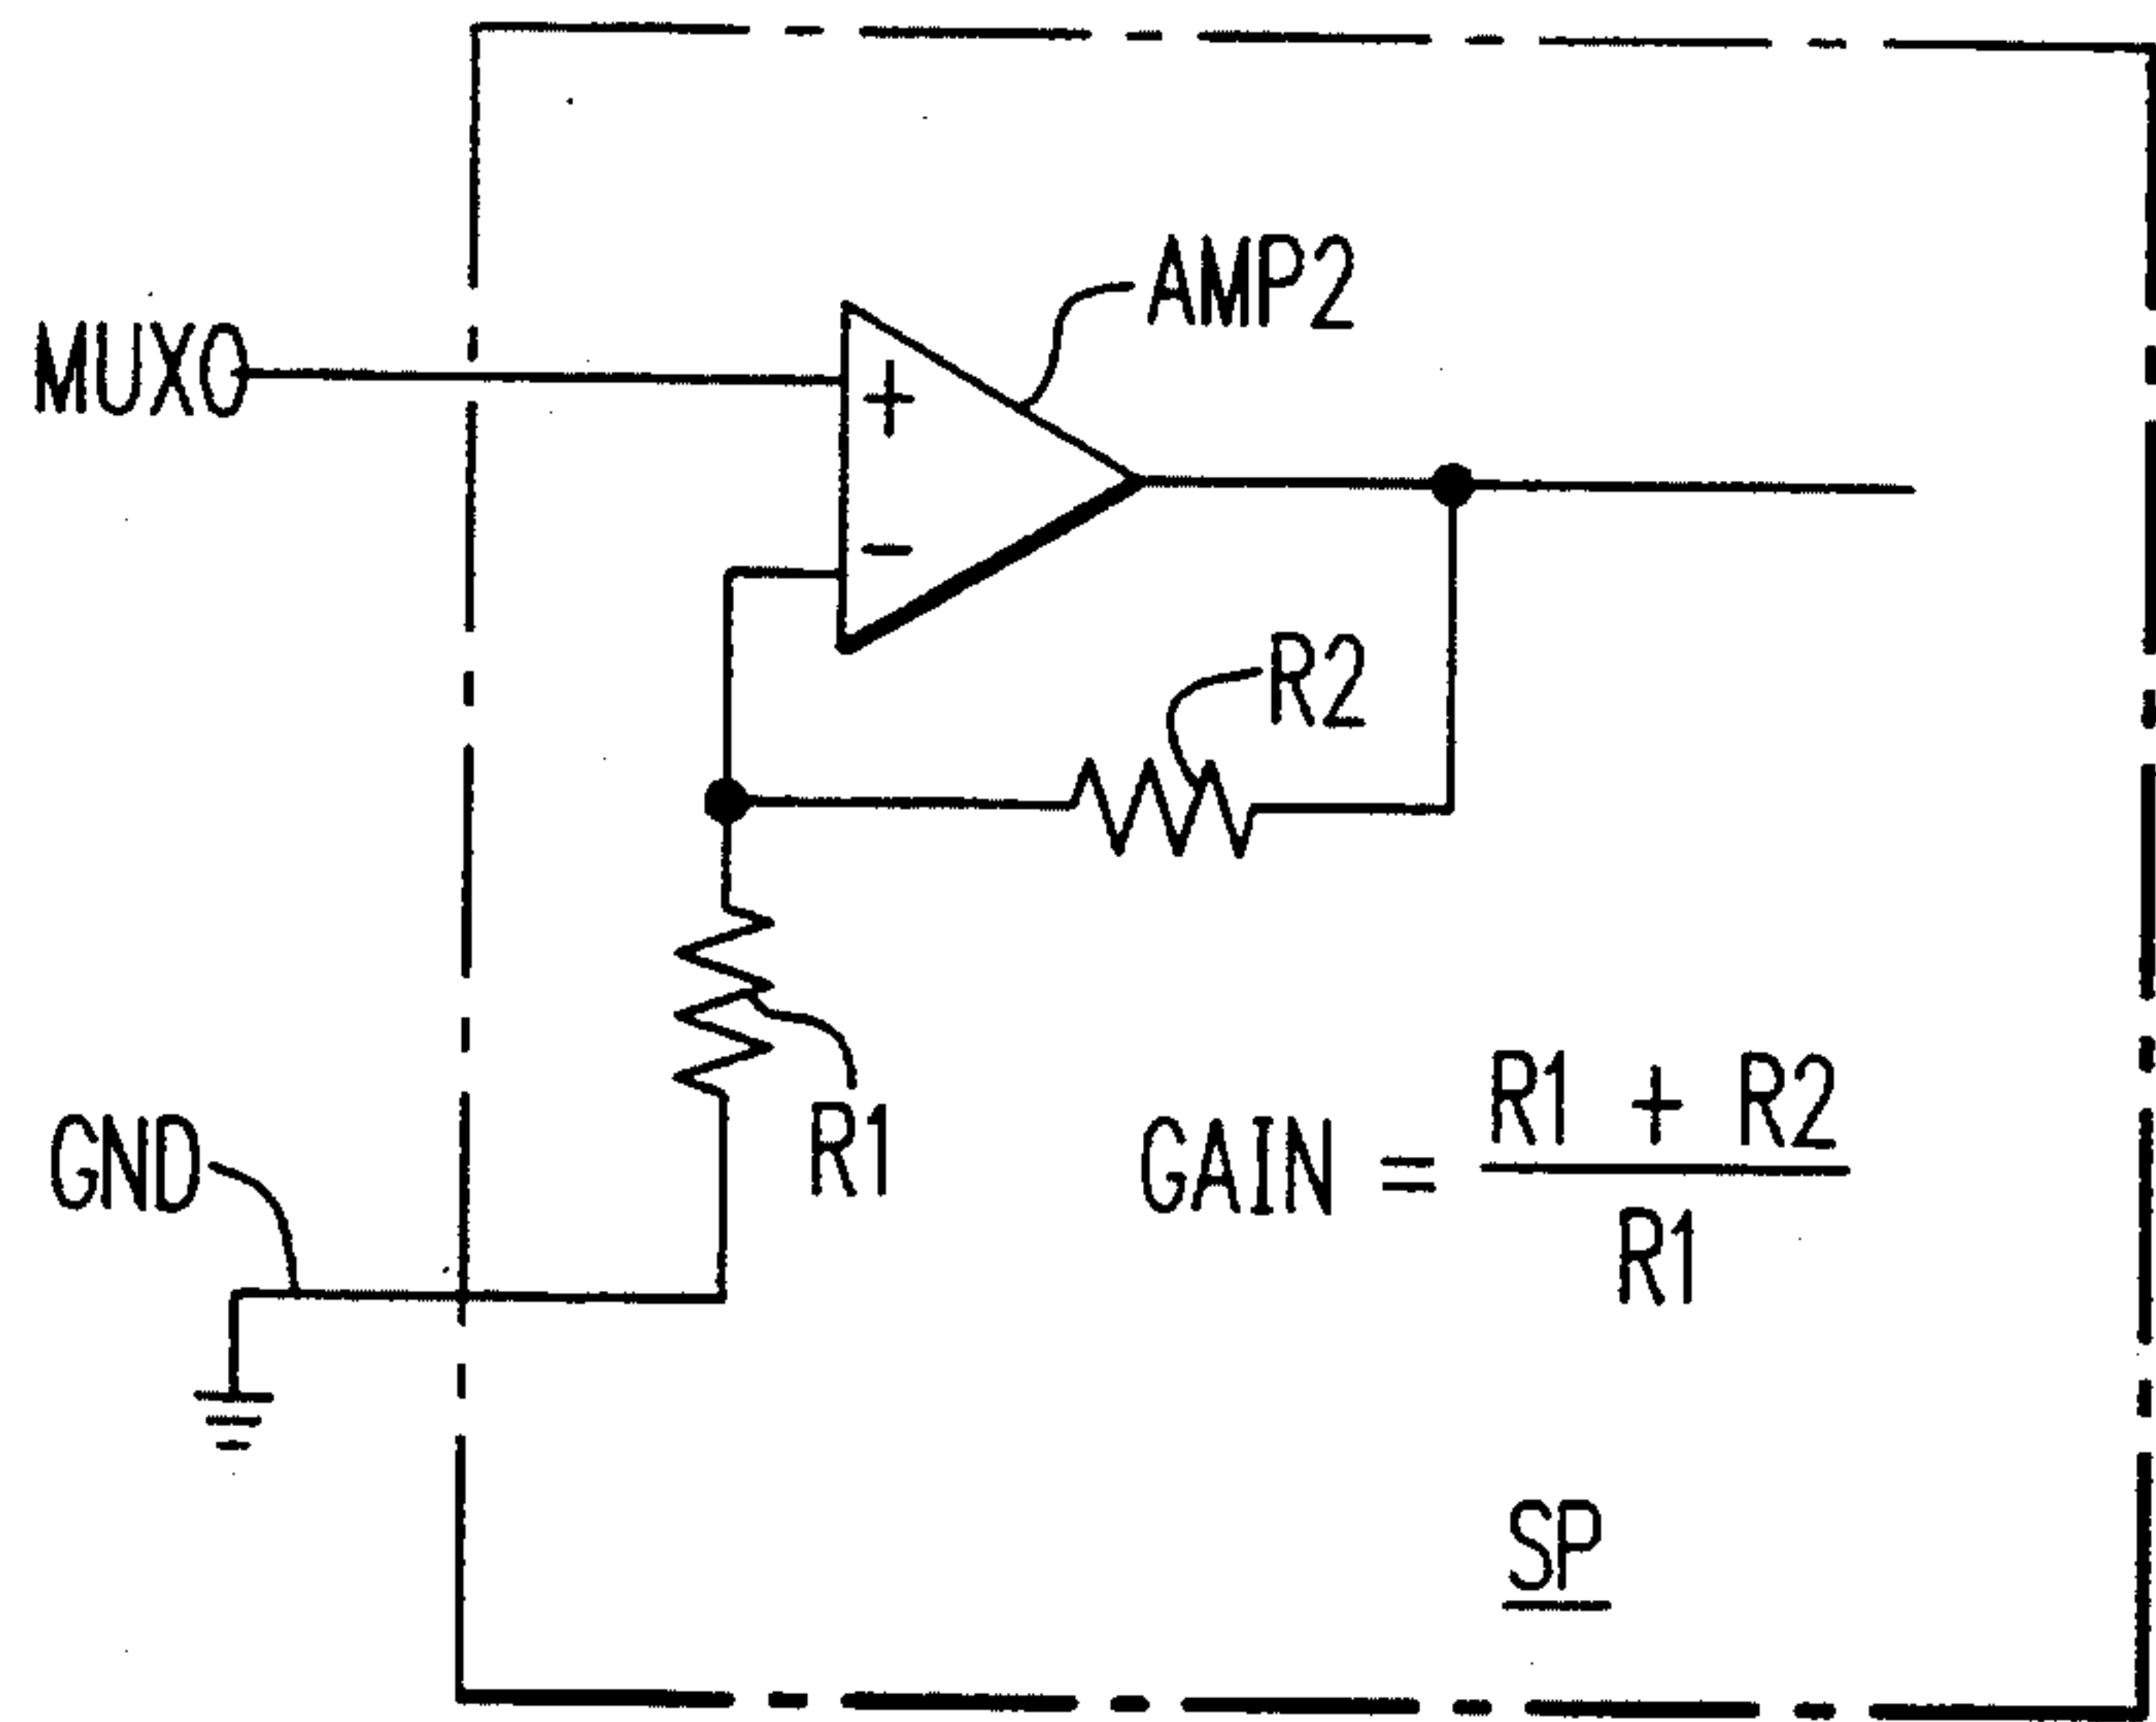 AMP2
MUXO
+
-
R2
R1
GND
GAIN = R1 + R2
R1
SP